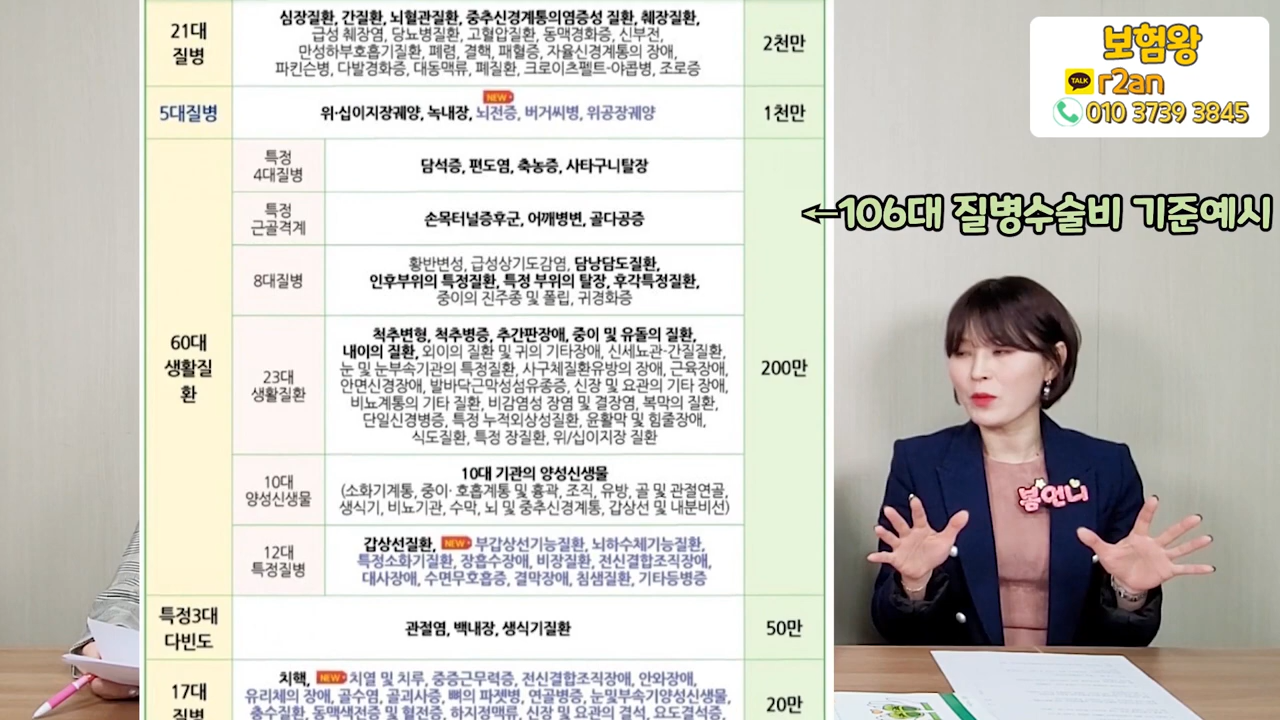 21대
질병
심장질환, 간질환, 뇌혈관질환, 중추신경계통의염증성 질환, 췌장질환,
급성 췌장염, 당뇨병질환, 고혈압질환, 동맥경화증, 신부전,
만성하부호흡기질환, 폐렴, 결핵, 패혈증, 자율신경계통의 장애,
파킨슨병, 다발경화증, 대동맥류, 폐질환, 크로이츠펠트-야콥병, 조로증
2천만
5대질병
NEW
위·십이지장궤양, 녹내장, 뇌전증, 버거씨병, 위공장궤양
1천만
60대
생활질
환
특정
4대질병
담석증, 편도염, 축농증, 사타구니탈장
특정
근골격계
손목터널증후군, 어깨병변, 골다공증
8대질병
황반변성, 급성상기도감염, 담낭담도질환,
인후부위의 특정질환, 특정 부위의 탈장, 후각특정질환,
중이의 진주종 및 폴립, 귀경화증
23대
생활질환
척추변형, 척추병증, 추간판장애, 중이 및 유돌의 질환,
내이의 질환, 외이의 질환 및 귀의 기타장애, 신세뇨관-간질질환,
눈 및 눈부속기관의 특정질환, 사구체질환유방의 장애, 근육장애,
안면신경장애, 발바닥근막성섬유종증, 신장 및 요관의 기타 장애,
비뇨계통의 기타 질환, 비감염성 장염 및 결장염, 복막의 질환,
단일신경병증, 특정 누적외상성질환, 윤활막 및 힘줄장애,
식도질환, 특정 장질환, 위/십이지장 질환
10대
양성신생물
10대 기관의 양성신생물
(소화기계통, 중이· 호흡계통 및 흉곽, 조직, 유방, 골 및 관절연골,
생식기, 비뇨기관, 수막, 뇌 및 중추신경계통, 갑상선 및 내분비선)
12대
특정질병
갑상선질환, NEW 부갑상선기능질환, 뇌하수체기능질환,
특정소화기질환, 장흡수장애, 비장질환, 전신결합조직장애,
대사장애, 수면무호흡증, 결막장애, 침샘질환, 기타등병증
200만
특정3대
다빈도
관절염, 백내장, 생식기질환
50만
17대
질병
치핵, NEW 치열 및 치루, 중증근무력증, 전신결합조직장애, 안와장애,
유리체의 장애, 골수염, 골괴사증, 뼈의 파젯병, 연골병증, 눈및부속기양성신생물,
충수질환, 동맥색전증 및 혈전증, 하지정맥류, 신장 및 요관의 결석, 요도결석증,
20만
보험왕
TALK r2an
010 3739 3845
←106대 질병수술비 기준예시
봄언니